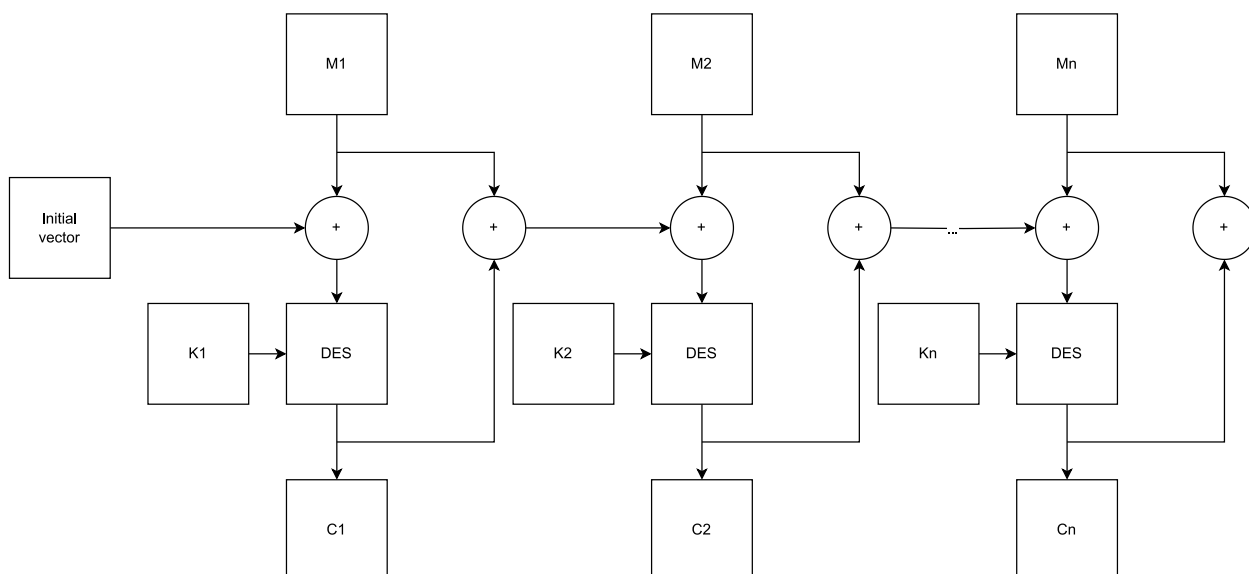 M1
M2
Mn
Initial
vector
+
+
+
+
...
+
+
K1
DES
K2
DES
Kn
DES
C1
C2
Cn